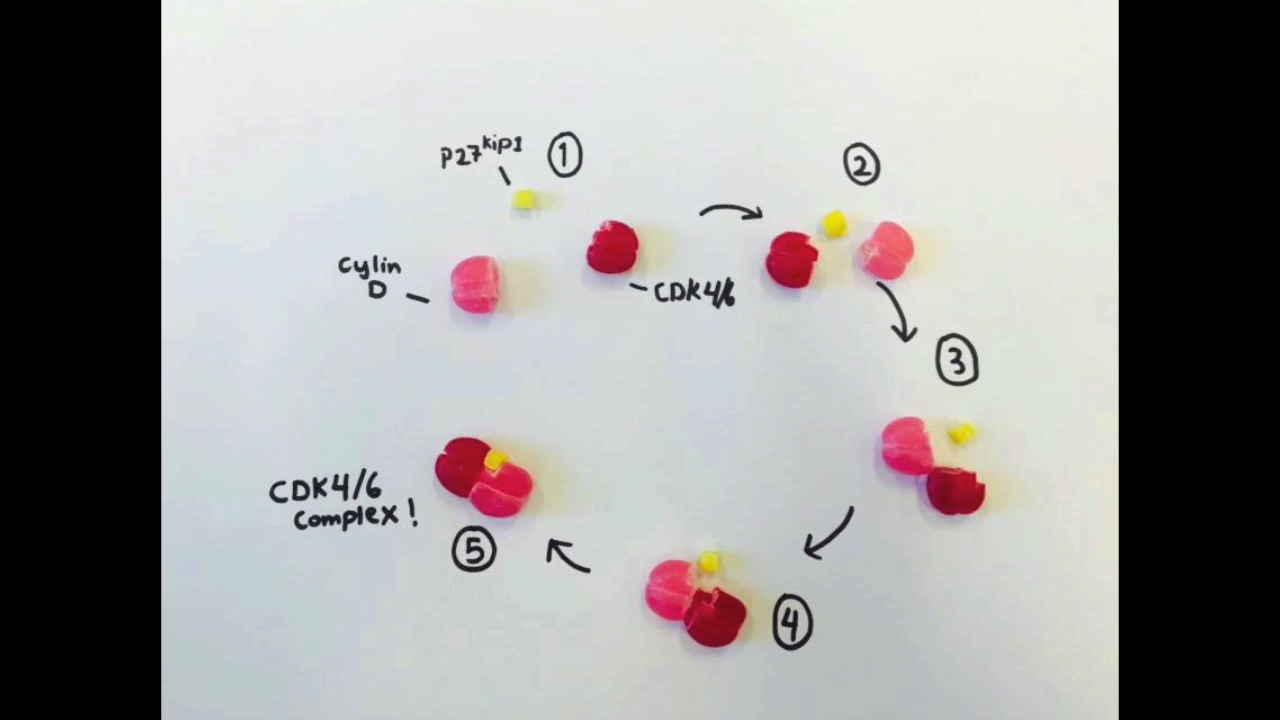 P27kip1
①
②
Cylin
D
CDK4/6
③
CDK4/6
Complex!
⑤
④